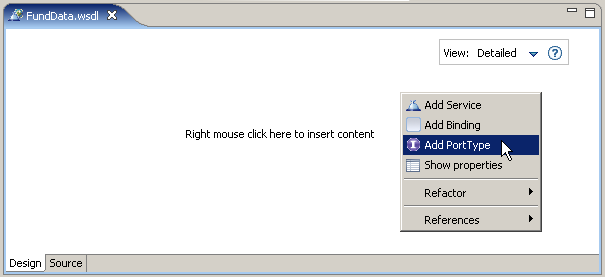 FundData.wsdl
View: Detailed
Add Service
Right mouse click here to insert content
Add Binding
Add PortType
Show properties
Refactor
References
Design Source